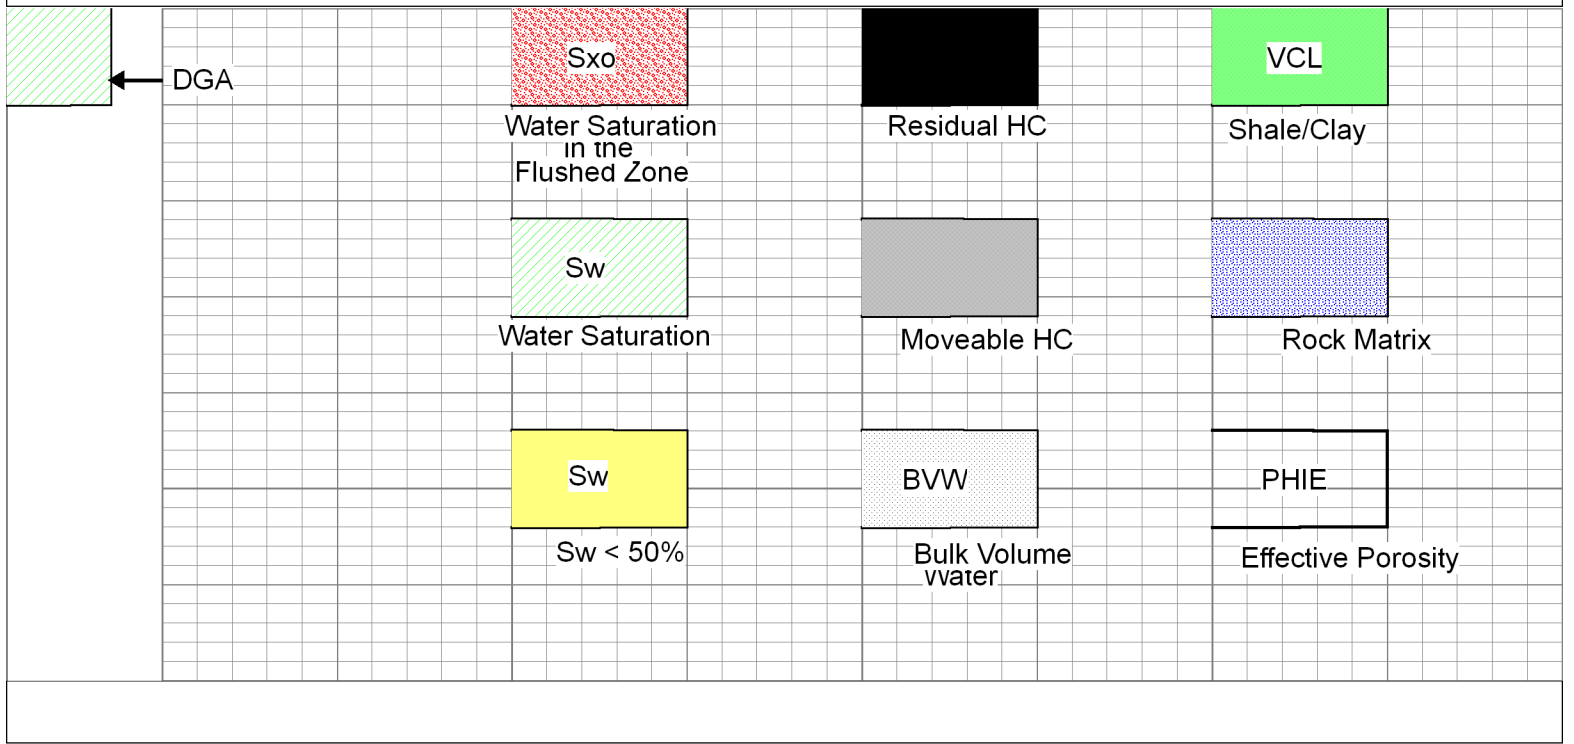 DGA
Sxo
Water Saturation
in the
Flushed Zone
Residual HC
VCL
Shale/Clay
Sw
Water Saturation
Moveable HC
Rock Matrix
Sw
Sw < 50%
BVW
Bulk Volume
Water
PHIE
Effective Porosity